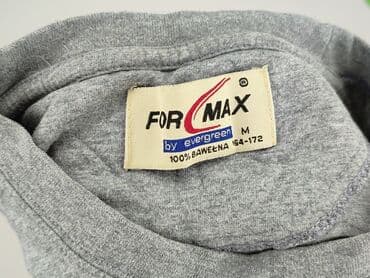 FOR MAX ®
by evergreen M
100% BAWEŁNA 164-172